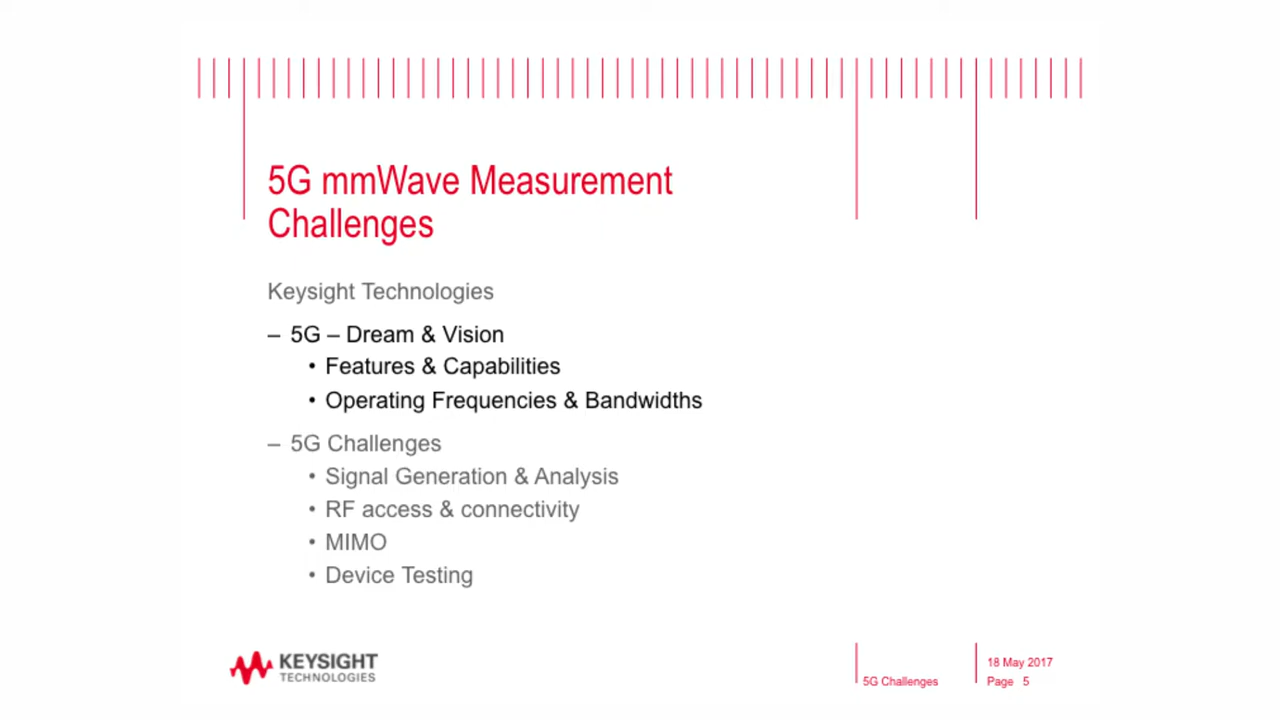 5G mmWave Measurement
Challenges
Keysight Technologies
– 5G – Dream & Vision
• Features & Capabilities
• Operating Frequencies & Bandwidths
– 5G Challenges
• Signal Generation & Analysis
• RF access & connectivity
• MIMO
• Device Testing
KEYSIGHT
TECHNOLOGIES
5G Challenges
18 May 2017
Page 5